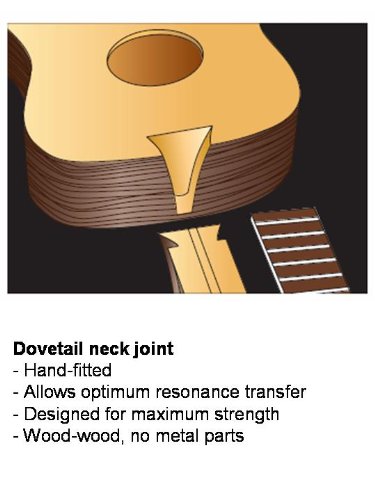 Dovetail neck joint
- Hand-fitted
- Allows optimum resonance transfer
- Designed for maximum strength
- Wood-wood, no metal parts